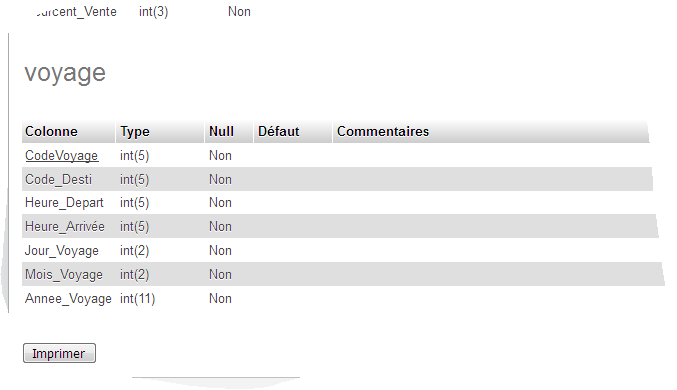 int(3) Non
voyage
Colonne Type Null Défaut Commentaires
CodeVoyage int(5) Non
Code_Desti int(5) Non
Heure_Depart int(5) Non
Heure_Arrivée int(5) Non
Jour_Voyage int(2) Non
Mois_Voyage int(2) Non
Annee_Voyage int(11) Non
Imprimer